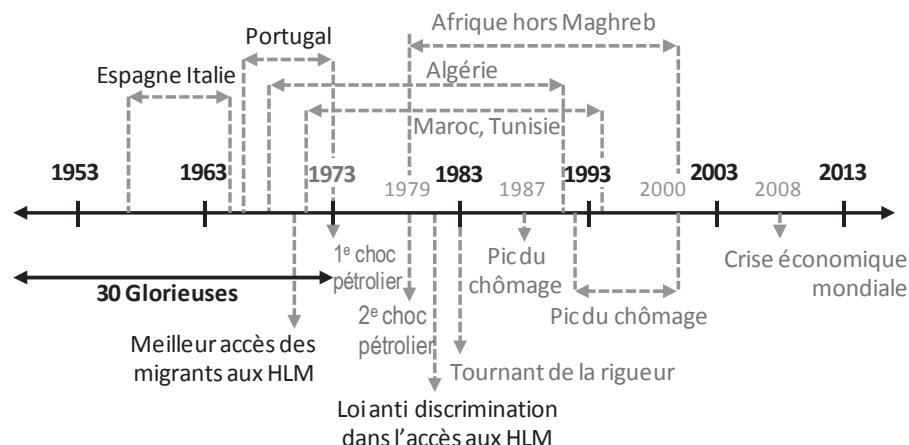 Afrique hors Maghreb
Portugal
Espagne Italie
Algérie
Maroc, Tunisie
1953
1963
1973
1979
1983
1987
1993
2000
2003
2008
2013
1e choc
pétrolier
30 Glorieuses
2e choc
pétrolier
Pic du
chômage
Pic du chômage
Crise économique
mondiale
Meilleur accès des
migrants aux HLM
Tournant de la rigueur
Loi anti discrimination
dans l'accès aux HLM